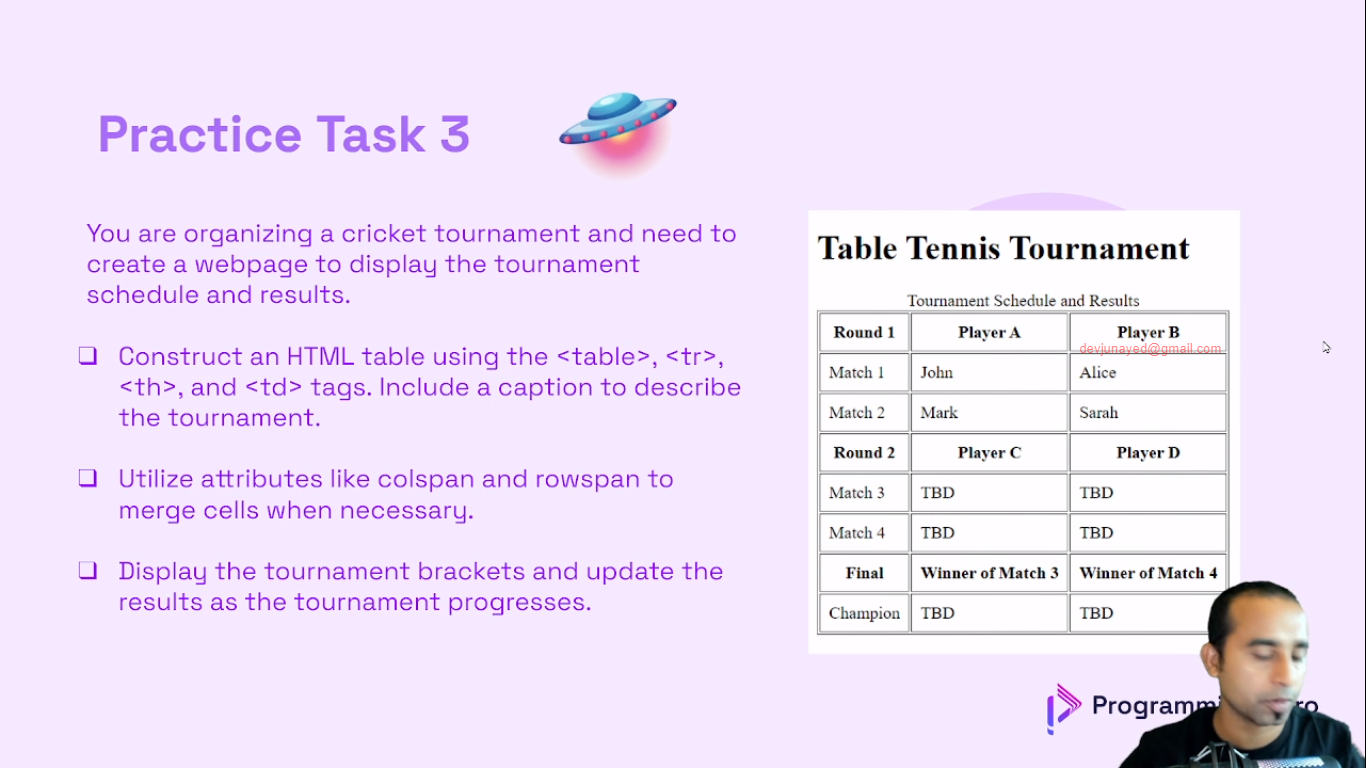 Practice Task 3
You are organizing a cricket tournament and need to
create a webpage to display the tournament
schedule and results.
❑ Construct an HTML table using the <table>, <tr>,
<th>, and <td> tags. Include a caption to describe
the tournament.
❑ Utilize attributes like colspan and rowspan to
merge cells when necessary.
❑ Display the tournament brackets and update the
results as the tournament progresses.
Table Tennis Tournament
Tournament Schedule and Results
Round 1 Player A Player B
devjunayed@gmail.com
Match 1 John Alice
Match 2 Mark Sarah
Round 2 Player C Player D
Match 3 TBD TBD
Match 4 TBD TBD
Final Winner of Match 3 Winner of Match 4
Champion TBD TBD